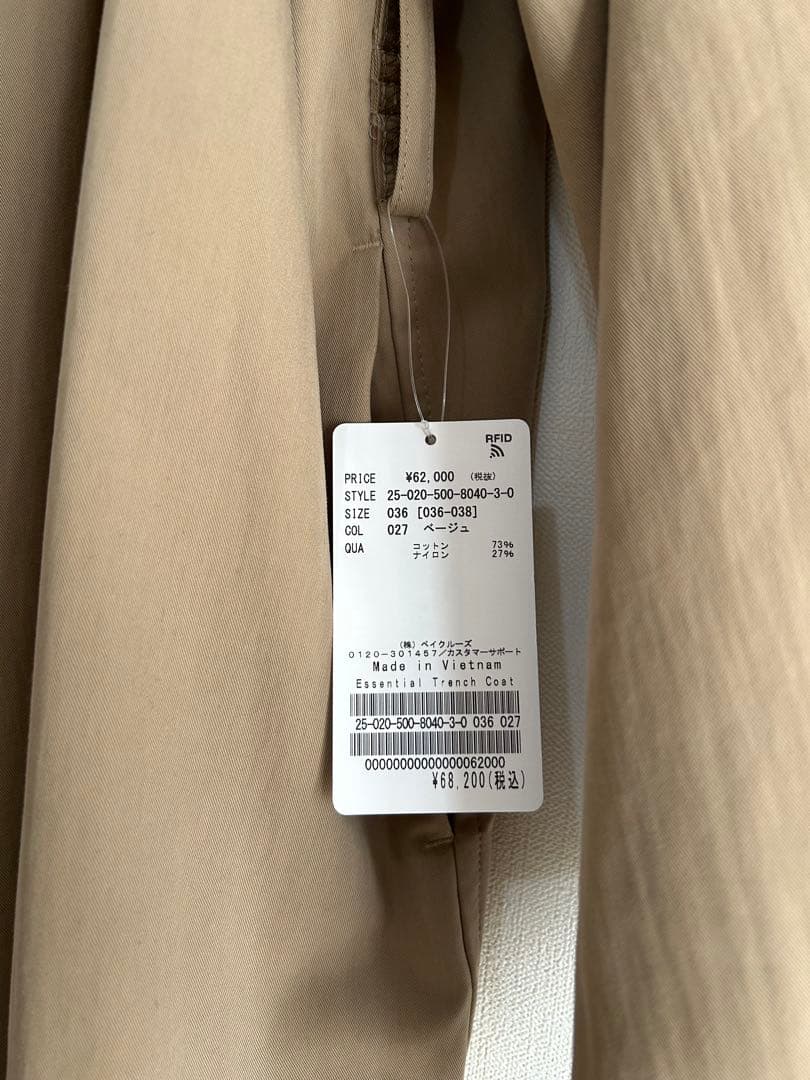 RFID
PRICE ¥62,000 (税抜)
STYLE 25-020-500-8040-3-0
SIZE 036 [036-038]
COL 027 ベージュ
QUA コットン 73%
ナイロン 27%
(株) ベイクルーズ
0120-301457/カスタマーサポート
Made in Vietnam
Essential Trench Coat
25-020-500-8040-3-0 036 027
00000000000000062000
¥68,200(税込)